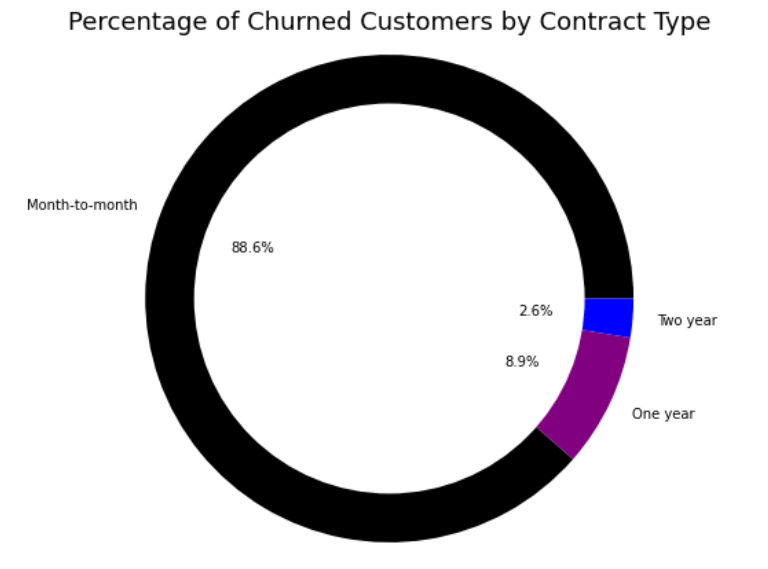 Percentage of Churned Customers by Contract Type
Month-to-month
88.6%
2.6%
Two year
8.9%
One year